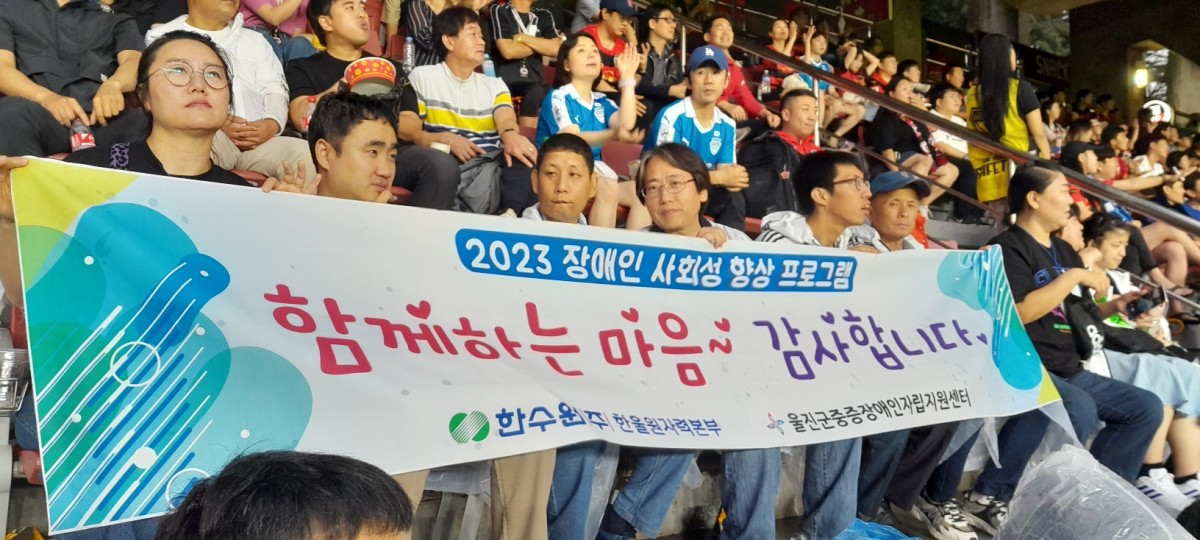 2023 장애인 사회성 향상 프로그램
함께하는 마음~ 감사합니다
한수원㈜ 한울원자력본부
울진군중증장애인자립지원센터